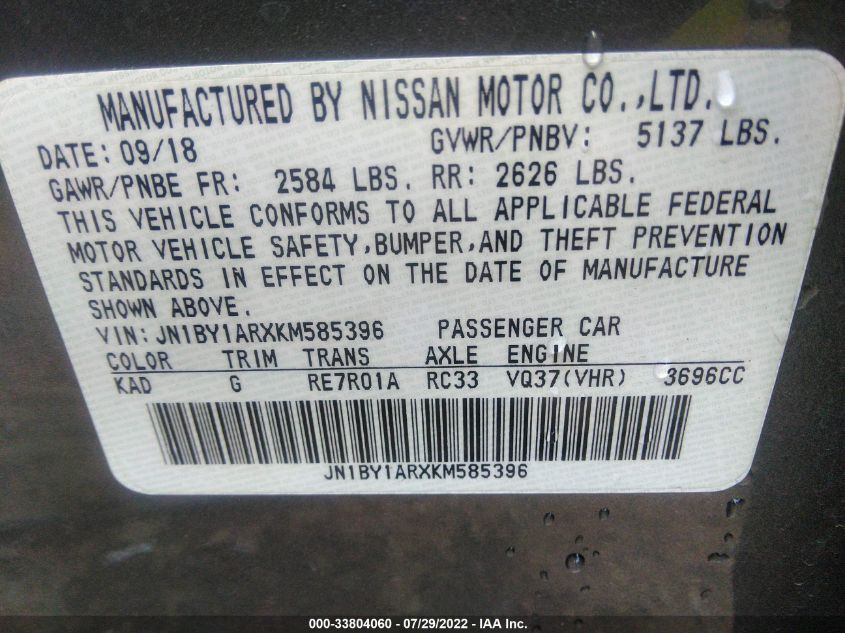 MANUFACTURED BY NISSAN MOTOR CO.,LTD.
DATE: 09/18 GVWR/PNBV: 5137 LBS.
GAWR/PNBE FR: 2584 LBS. RR: 2626 LBS.
THIS VEHICLE CONFORMS TO ALL APPLICABLE FEDERAL
MOTOR VEHICLE SAFETY,BUMPER,AND THEFT PREVENTION
STANDARDS IN EFFECT ON THE DATE OF MANUFACTURE
SHOWN ABOVE.
VIN:JN1BY1ARXKM585396 PASSENGER CAR
COLOR TRIM TRANS AXLE ENGINE
KAD G RE7R01A RC33 VQ37(VHR) 3696CC
JN1BY1ARXKM585396
000-33804060 - 07/29/2022 - IAA Inc.